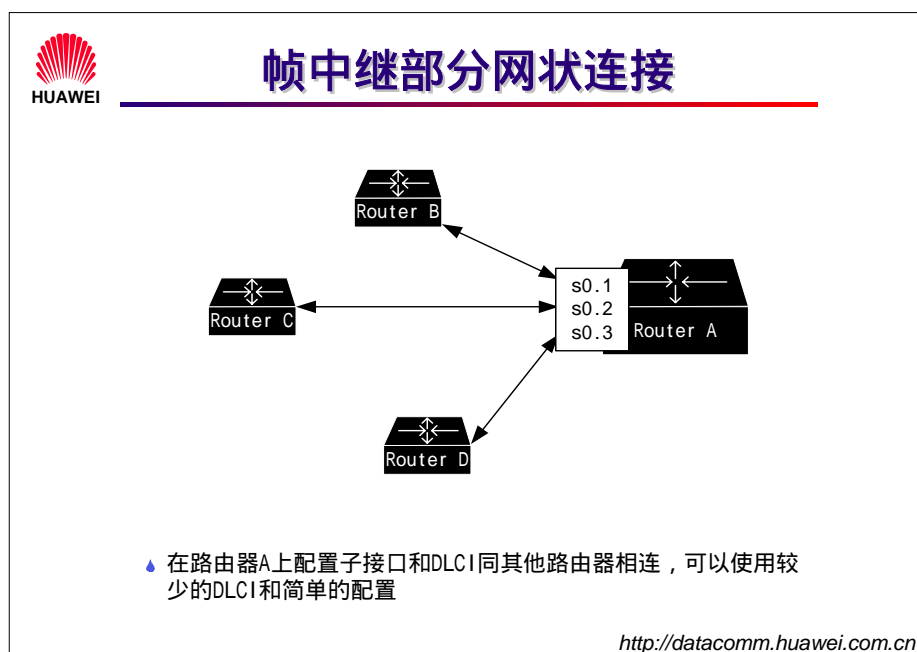 HUAWEI
帧中继部分网状连接
Router B
s0.1
s0.2
s0.3
Router C
Router A
Router D
在路由器A上配置子接口和DLCI同其他路由器相连，可以使用较
少的DLCI和简单的配置
http://datacomm.huawei.com.cn